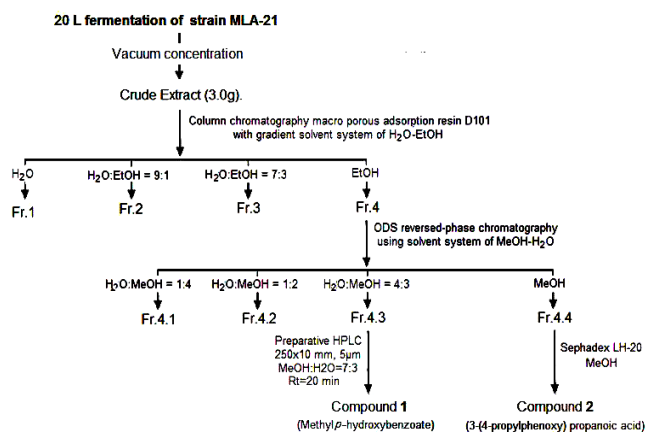 20 L fermentation of strain MLA-21
Vacuum concentration
Crude Extract (3.0g).
Column chromatography macro porous adsorption resin D101
with gradient solvent system of H₂O-EtOH
H₂O
H₂O:EtOH = 9:1
H₂O:EtOH = 7:3
EtOH
Fr.1
Fr.2
Fr.3
Fr.4
ODS reversed-phase chromatography
using solvent system of MeOH-H₂O
H₂O:MeOH = 1:4
H₂O:MeOH = 1:2
H₂O:MeOH = 4:3
MeOH
Fr.4.1
Fr.4.2
Fr.4.3
Fr.4.4
Preparative HPLC
250x10 mm, 5µm
MeOH:H2O=7:3
Rt=20 min
Sephadex LH-20
MeOH
Compound 1
(Methyl p-hydroxybenzoate)
Compound 2
(3-(4-propylphenoxy) propanoic acid)